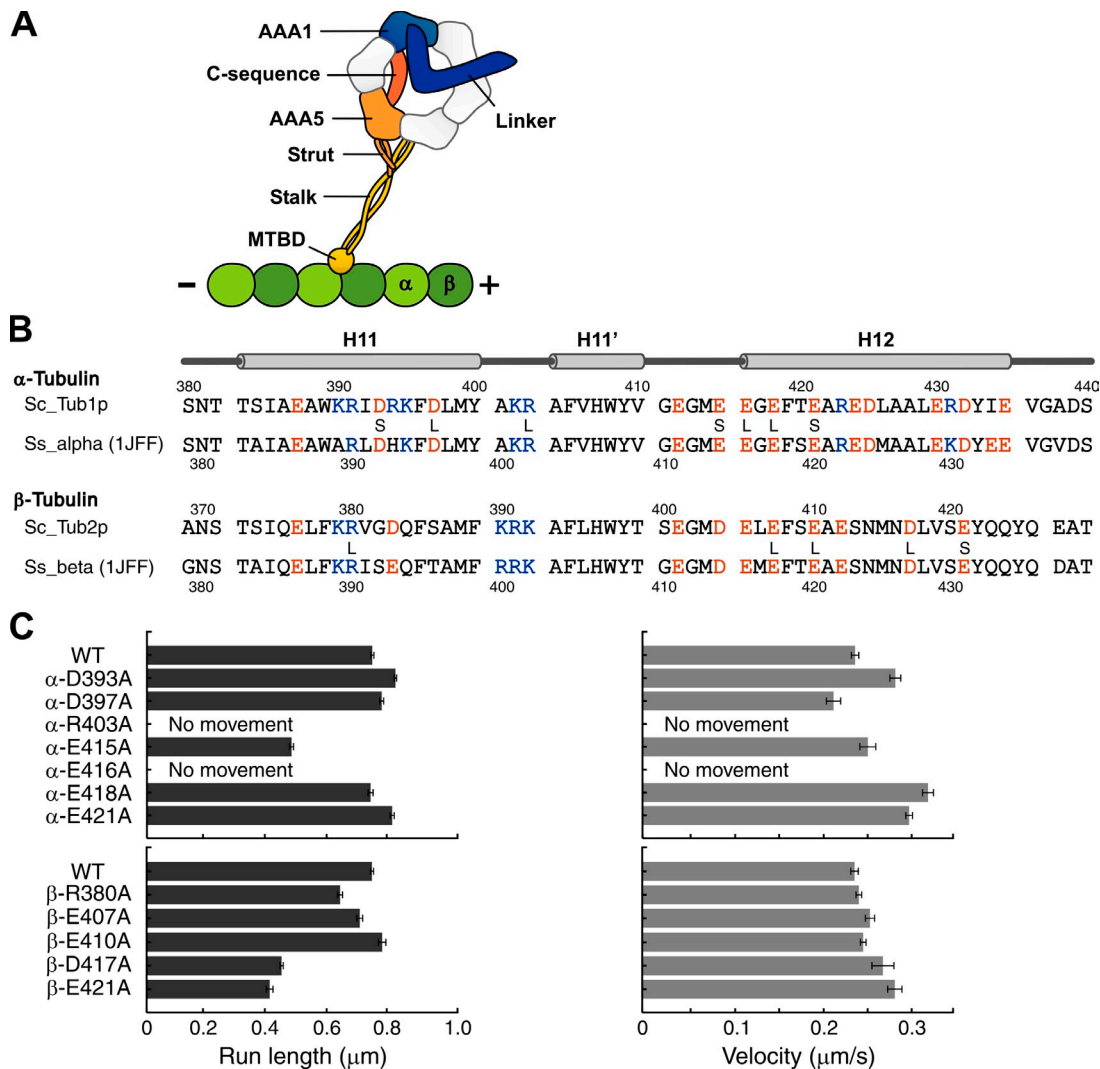 A
AAA1
C-sequence
AAA5
Linker
Strut
Stalk
MTBD
− α β +
B
H11 H11' H12
α-Tubulin
380 390 400 410 420 430 440
Sc_Tub1p SNT TSIAEAWKRIDRKFDLMY AKR AFVHWYV GEGME EGEFTEAREDLAALERDYIE VGADS
S L L S L L S
Ss_alpha (1JFF) SNT TAIAEAWARLDHKFDLMY AKR AFVHWYV GEGME EGEFSEAREDMAALEKDYEE VGVDS
380 390 400 410 420 430
β-Tubulin
370 380 390 400 410 420
Sc_Tub2p ANS TSIQELFKRVGDQFSAMF KRK AFLHWYT SEGMD ELEFSEAESNMNDLVSEYQQYQ EAT
L L L L S
Ss_beta (1JFF) GNS TAIQELFKRISEQFTAMF RRK AFLHWYT GEGMD EMEFTEAESNMNDLVSEYQQYQ DAT
380 390 400 410 420 430
C
WT
α-D393A
α-D397A
α-R403A No movement No movement
α-E415A
α-E416A No movement No movement
α-E418A
α-E421A
WT
β-R380A
β-E407A
β-E410A
β-D417A
β-E421A
0 0.2 0.4 0.6 0.8 1.0 0 0.1 0.2 0.3
Run length (μm) Velocity (μm/s)